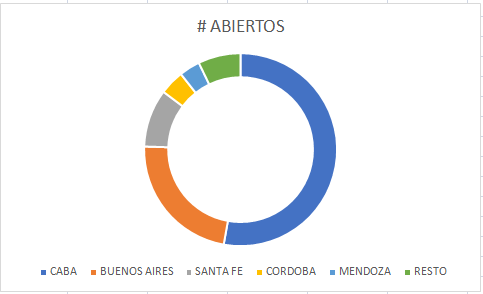 # ABIERTOS
CABA BUENOS AIRES SANTA FE CORDOBA MENDOZA RESTO